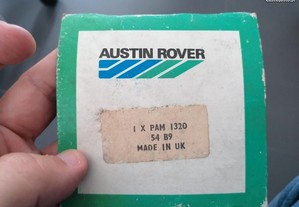 AUSTIN ROVER
1 X PAM 1320
54 B9
MADE IN UK